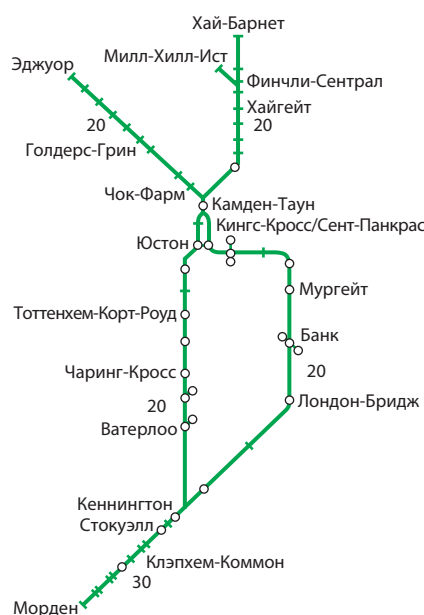 Хай-Барнет
Милл-Хилл-Ист
Эджуор
Финчли-Сентрал
Хайгейт
20
20
Голдерс-Грин
Чок-Фарм
Камден-Таун
Кингс-Кросс/Сент-Панкрас
Юстон
Мургейт
Тоттенхем-Корт-Роуд
Банк
Чаринг-Кросс
20
20
Лондон-Бридж
Ватерлоо
Кеннингтон
Стокуэлл
Клэпхем-Коммон
30
Морден